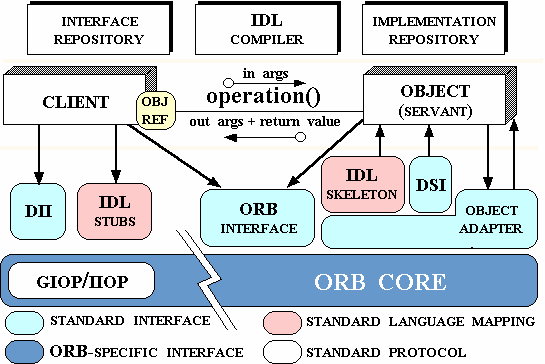 INTERFACE
REPOSITORY
IDL
COMPILER
IMPLEMENTATION
REPOSITORY
CLIENT
OBJ
REF
in args
operation()
out args + return value
OBJECT
(SERVANT)
DII
IDL
STUBS
ORB
INTERFACE
IDL
SKELETON
DSI
OBJECT
ADAPTER
GIOP/IIOP
ORB CORE
STANDARD INTERFACE
STANDARD LANGUAGE MAPPING
ORB-SPECIFIC INTERFACE
STANDARD PROTOCOL